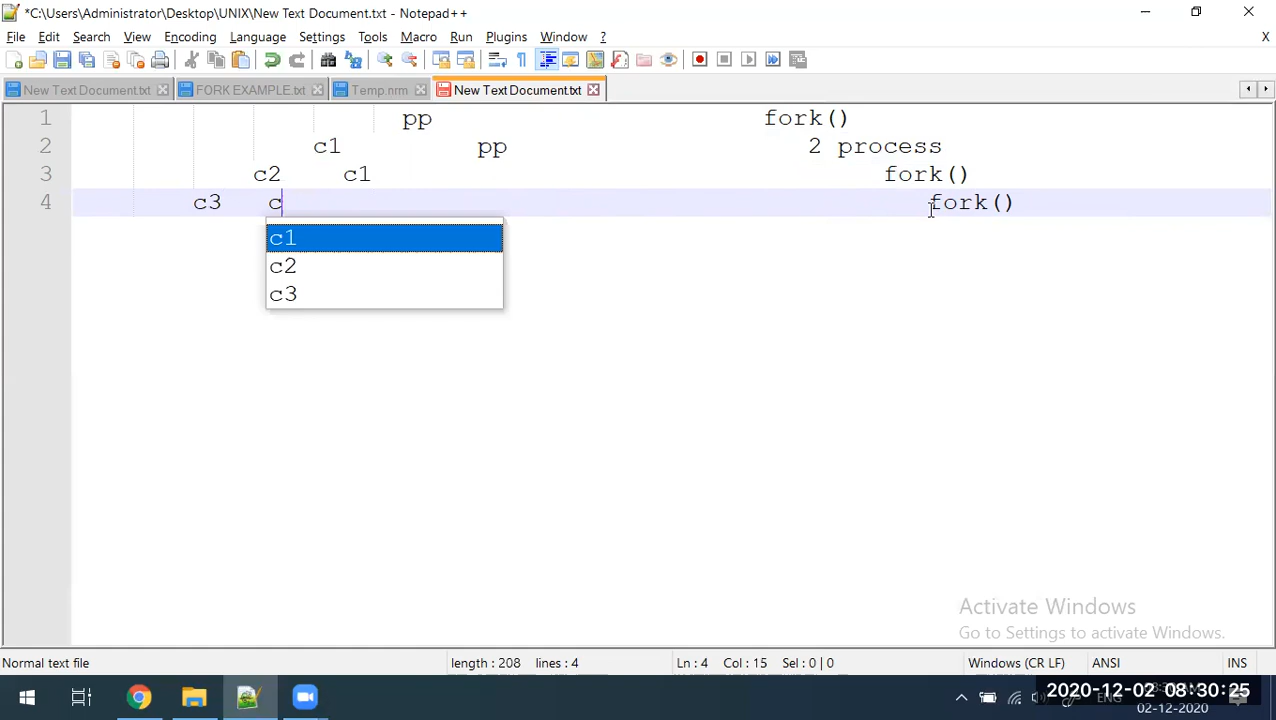 *C:\Users\Administrator\Desktop\UNIX\New Text Document.txt - Notepad++
File Edit Search View Encoding Language Settings Tools Macro Run Plugins Window ? X
New Text Document.txt FORK EXAMPLE.txt Temp.nrm New Text Document.txt
1 pp fork()
2 c1 pp 2 process
3 c2 c1 fork()
4 c3 c fork()
c1
c2
c3
Activate Windows
Go to Settings to activate Windows.
Normal text file length : 208 lines : 4 Ln : 4 Col : 15 Sel : 0 | 0 Windows (CR LF) ANSI INS
2020-12-02 08:30:25
02-12-2020